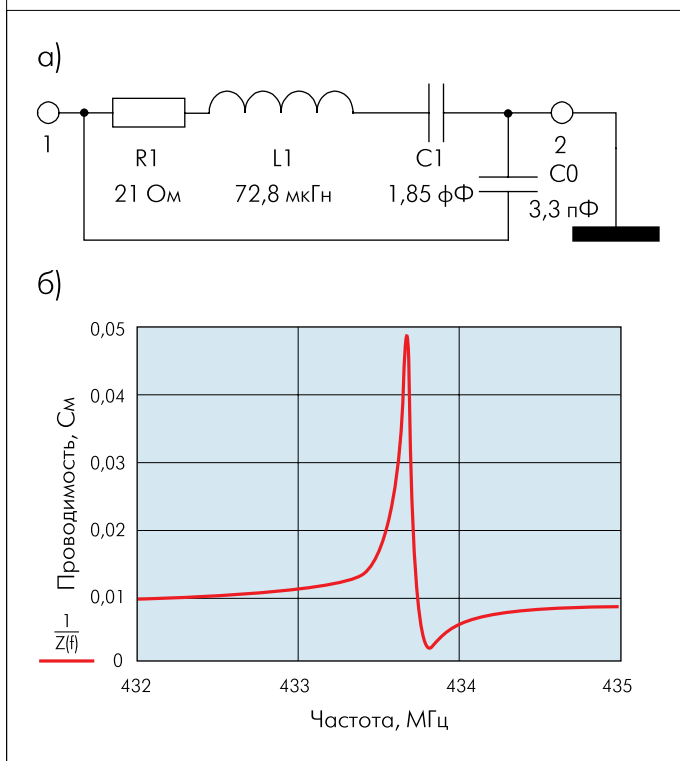 а)
1
R1
21 Ом
L1
72,8 мкГн
C1
1,85 фФ
2
C0
3,3 пФ
б)
Проводимость, См
0,05
0,04
0,03
0,02
0,01
0
1
Z(f)
432
433
434
435
Частота, МГц